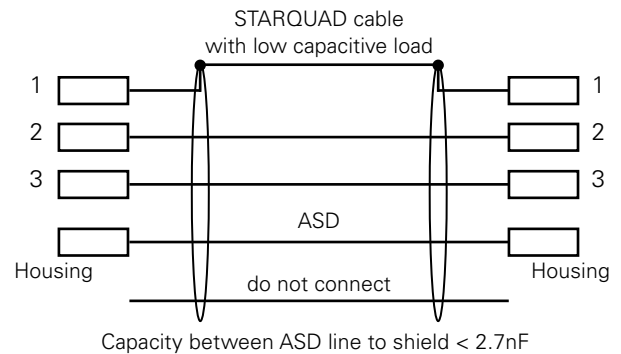 STARQUAD cable
with low capacitive load
1 1
2 2
3 3
ASD
Housing Housing
do not connect
Capacity between ASD line to shield < 2.7nF